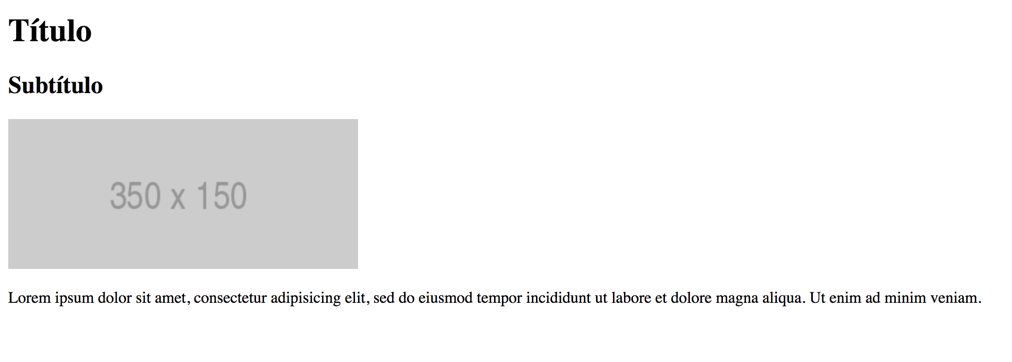 Título
Subtítulo
350 x 150
Lorem ipsum dolor sit amet, consectetur adipisicing elit, sed do eiusmod tempor incididunt ut labore et dolore magna aliqua. Ut enim ad minim veniam.